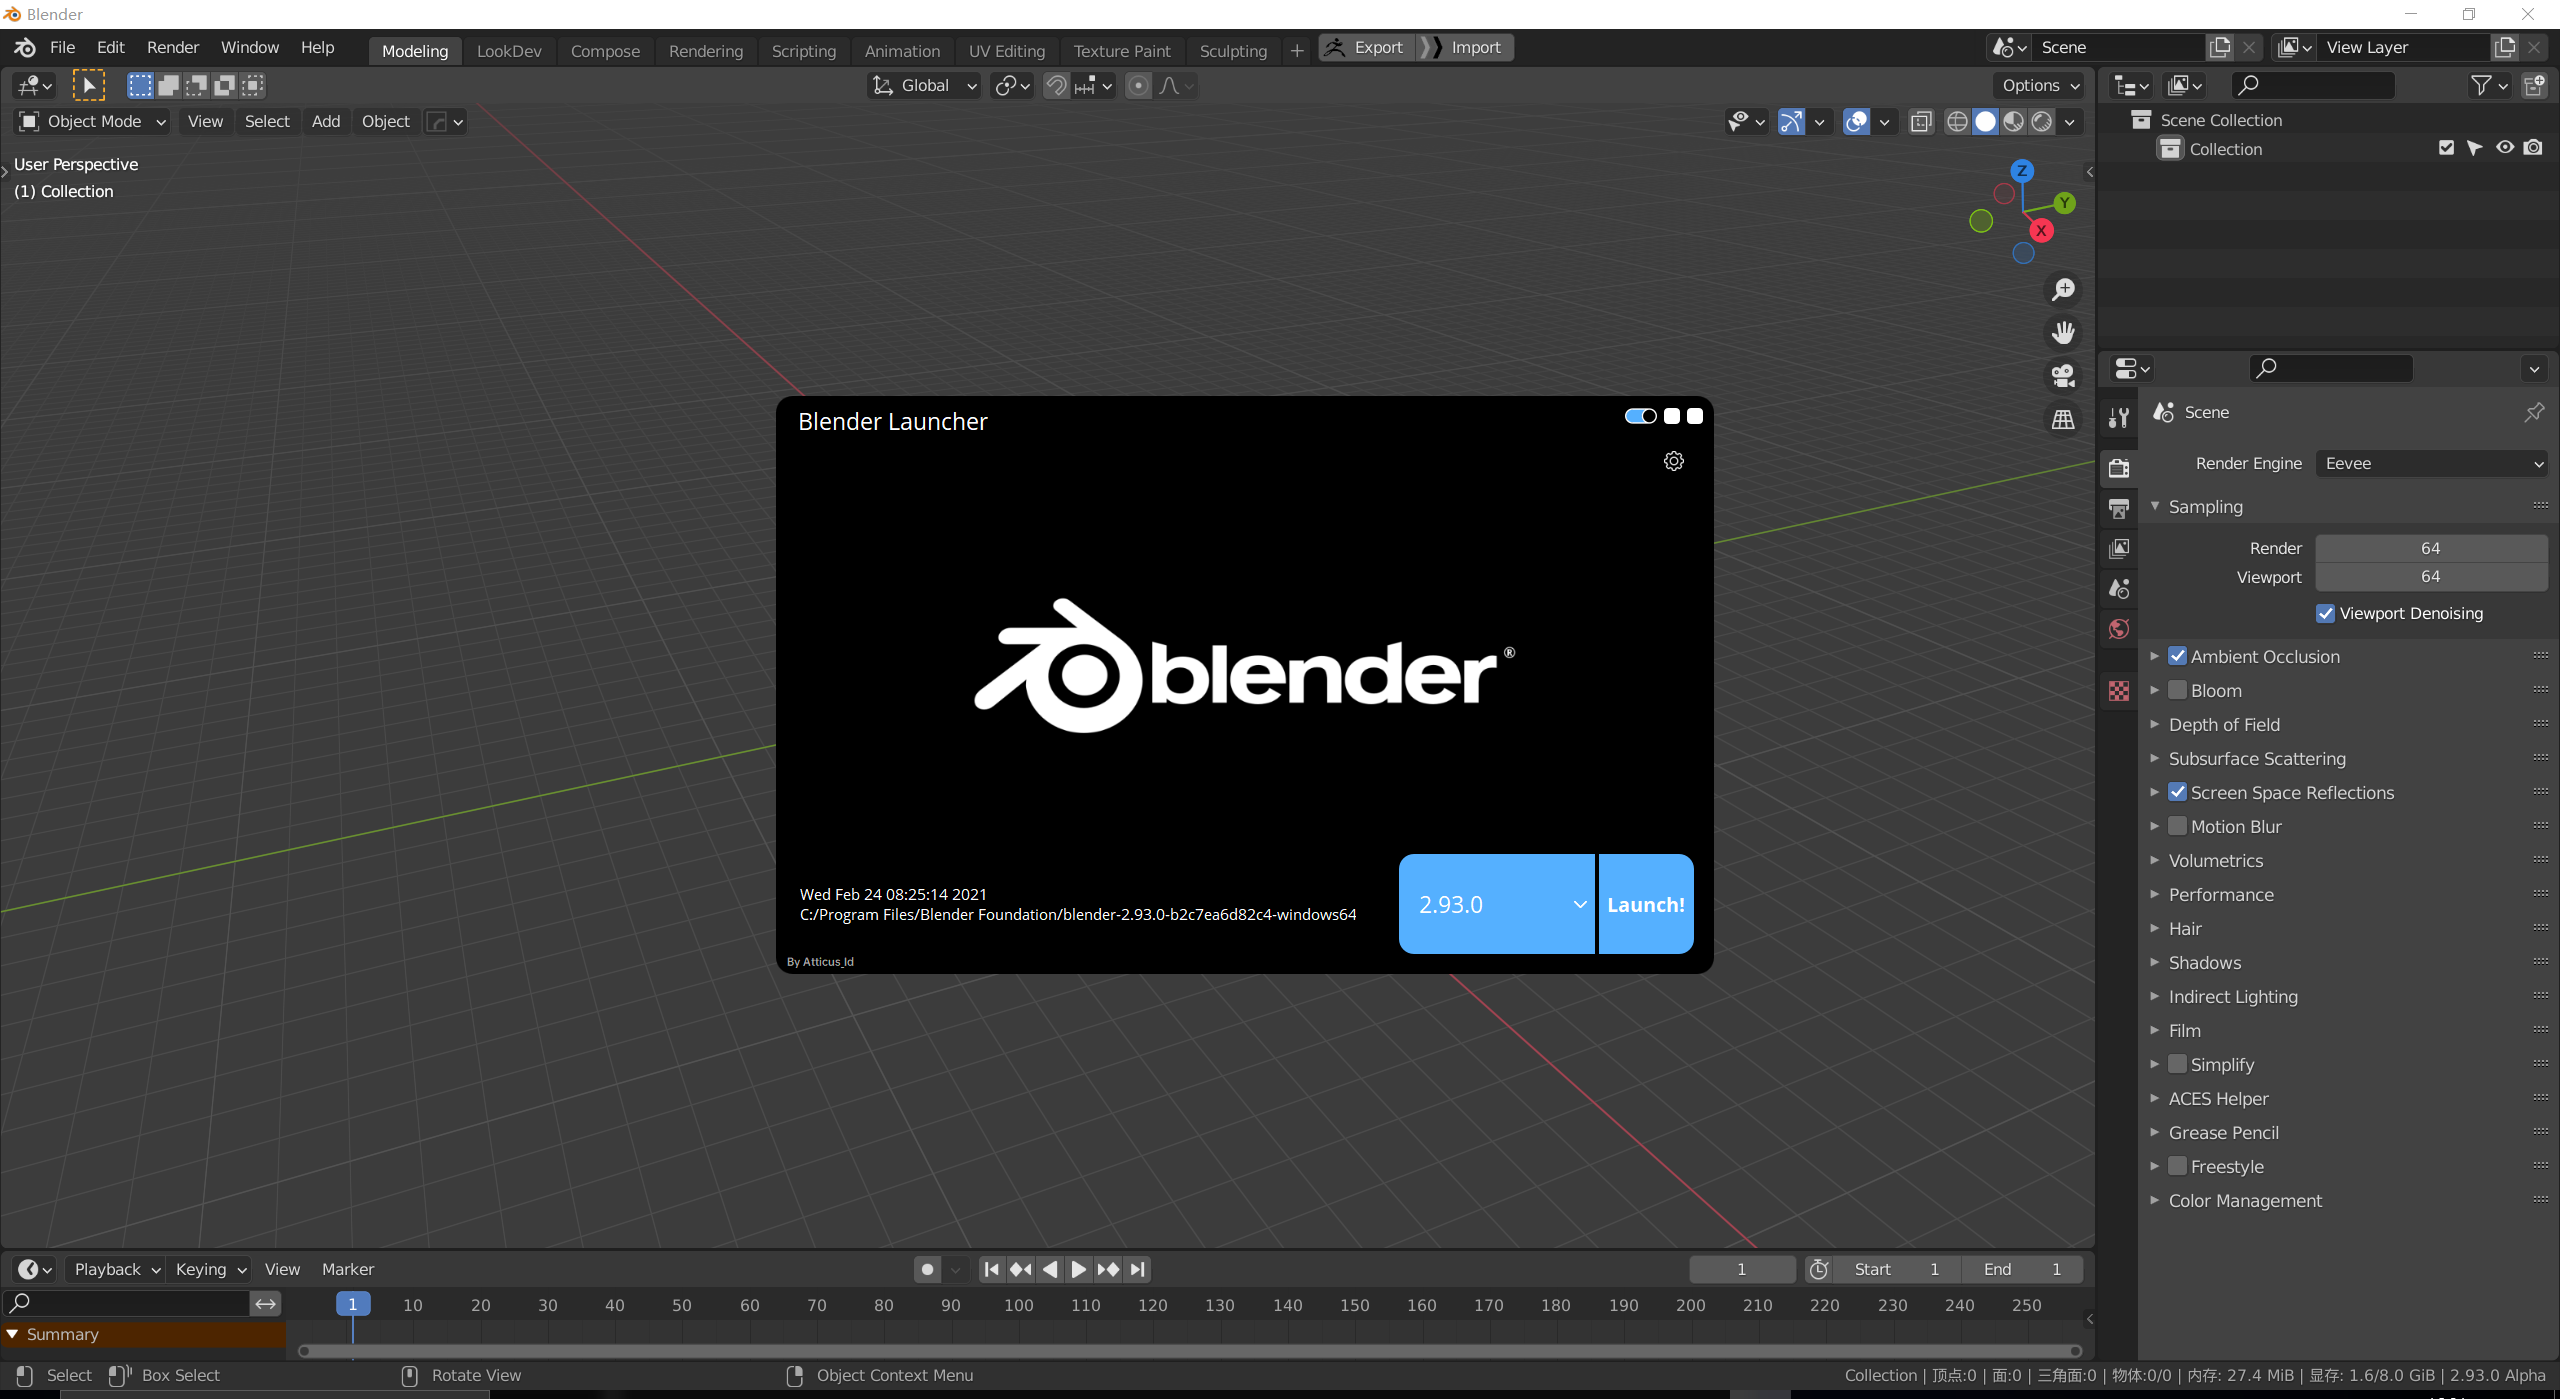 Blender
File Edit Render Window Help Modeling LookDev Compose Rendering Scripting Animation UV Editing Texture Paint Sculpting + Export Import Scene View Layer
Global Options
Object Mode View Select Add Object
User Perspective
(1) Collection
Z
Y
X
Scene Collection
Collection
Scene
Render Engine Eevee
Sampling
Render 64
Viewport 64
Viewport Denoising
Ambient Occlusion
Bloom
Depth of Field
Subsurface Scattering
Screen Space Reflections
Motion Blur
Volumetrics
Performance
Hair
Shadows
Indirect Lighting
Film
Simplify
ACES Helper
Grease Pencil
Freestyle
Color Management
Blender Launcher
blender®
Wed Feb 24 08:25:14 2021
C:/Program Files/Blender Foundation/blender-2.93.0-b2c7ea6d82c4-windows64
2.93.0 Launch!
By Atticus_ld
Playback Keying View Marker 1 Start 1 End 1
1 10 20 30 40 50 60 70 80 90 100 110 120 130 140 150 160 170 180 190 200 210 220 230 240 250
Summary
Select Box Select Rotate View Object Context Menu Collection | 顶点:0 | 面:0 | 三角面:0 | 物体:0/0 | 内存: 27.4 MiB | 显存: 1.6/8.0 GiB | 2.93.0 Alpha